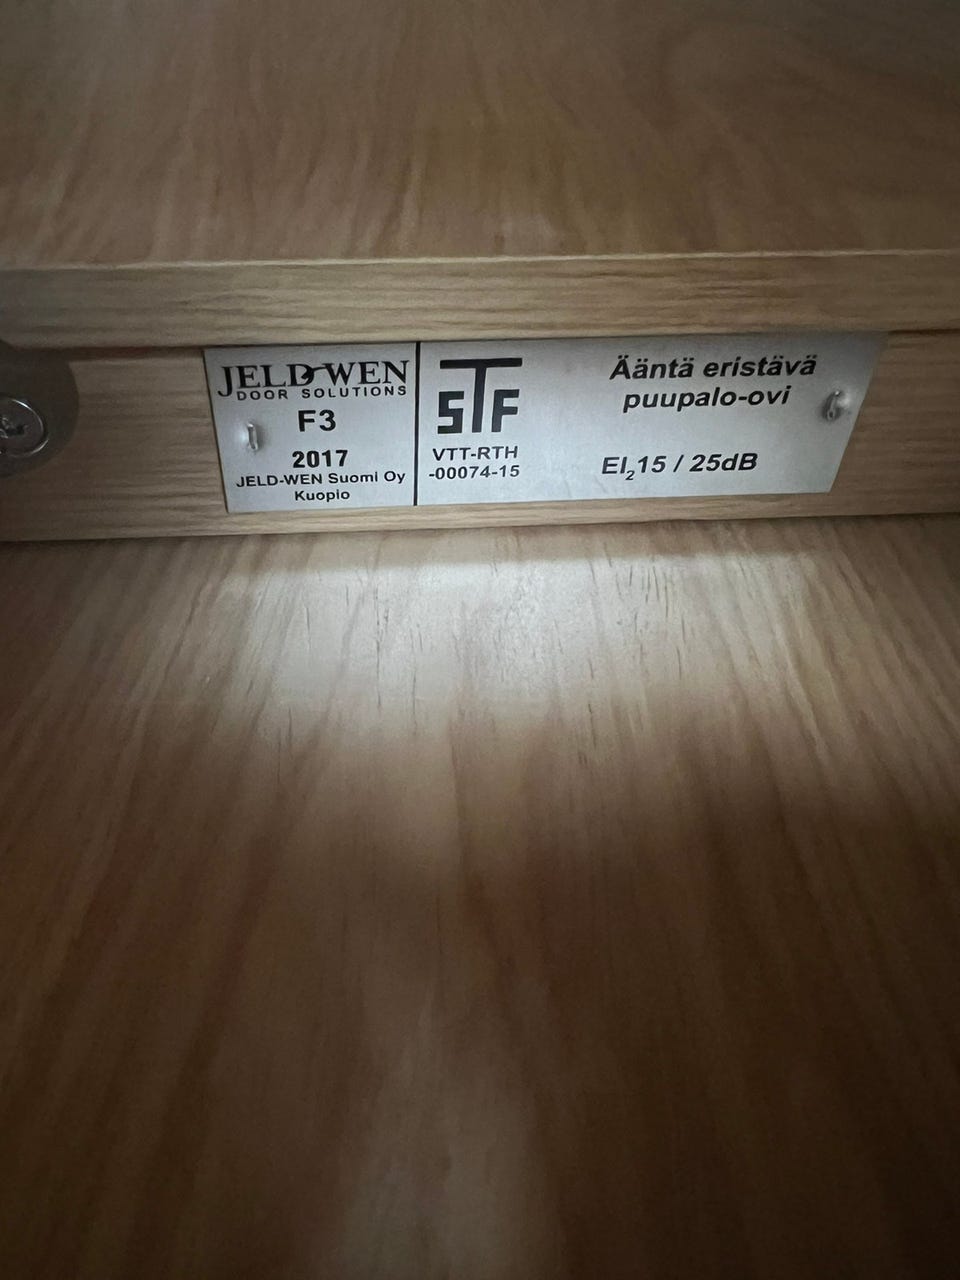 JELD-WEN
DOOR SOLUTIONS
F3
2017
JELD-WEN Suomi Oy
Kuopio
STF
VTT-RTH
-00074-15
Ääntä eristävä
puupalo-ovi
EI₂15 / 25dB